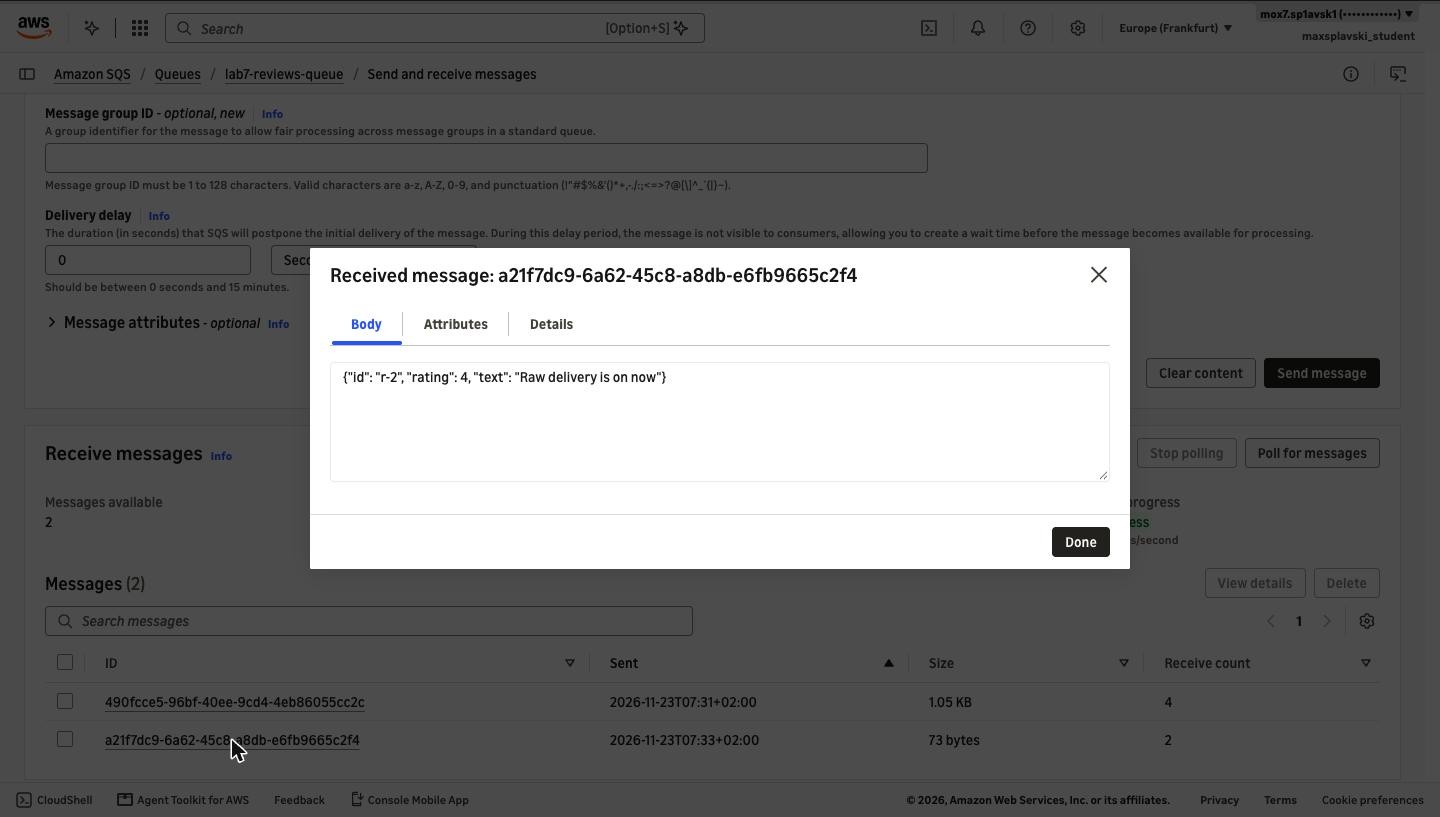 aws
Search
[Option+S]
Europe (Frankfurt)
mox7.sp1avsk1 (••••••••••••)
maxsplavski_student
Amazon SQS / Queues / lab7-reviews-queue / Send and receive messages
Message group ID - optional, new Info
A group identifier for the message to allow fair processing across message groups in a standard queue.
Message group ID must be 1 to 128 characters. Valid characters are a-z, A-Z, 0-9, and punctuation (!"#$%&'()*+,-./:;<=>?@[\]^_`{|}~).
Delivery delay Info
The duration (in seconds) that SQS will postpone the initial delivery of the message. During this delay period, the message is not visible to consumers, allowing you to create a wait time before the message becomes available for processing.
0
Should be between 0 seconds and 15 minutes.
Message attributes - optional Info
Clear content
Send message
Received message: a21f7dc9-6a62-45c8-a8db-e6fb9665c2f4
Body
Attributes
Details
{"id": "r-2", "rating": 4, "text": "Raw delivery is on now"}
Done
Receive messages Info
Stop polling
Poll for messages
Messages available
2
Messages (2)
View details
Delete
Search messages
1
ID Sent Size Receive count
490fcce5-96bf-40ee-9cd4-4eb86055cc2c 2026-11-23T07:31+02:00 1.05 KB 4
a21f7dc9-6a62-45c8-a8db-e6fb9665c2f4 2026-11-23T07:33+02:00 73 bytes 2
CloudShell
Agent Toolkit for AWS
Feedback
Console Mobile App
© 2026, Amazon Web Services, Inc. or its affiliates.
Privacy
Terms
Cookie preferences